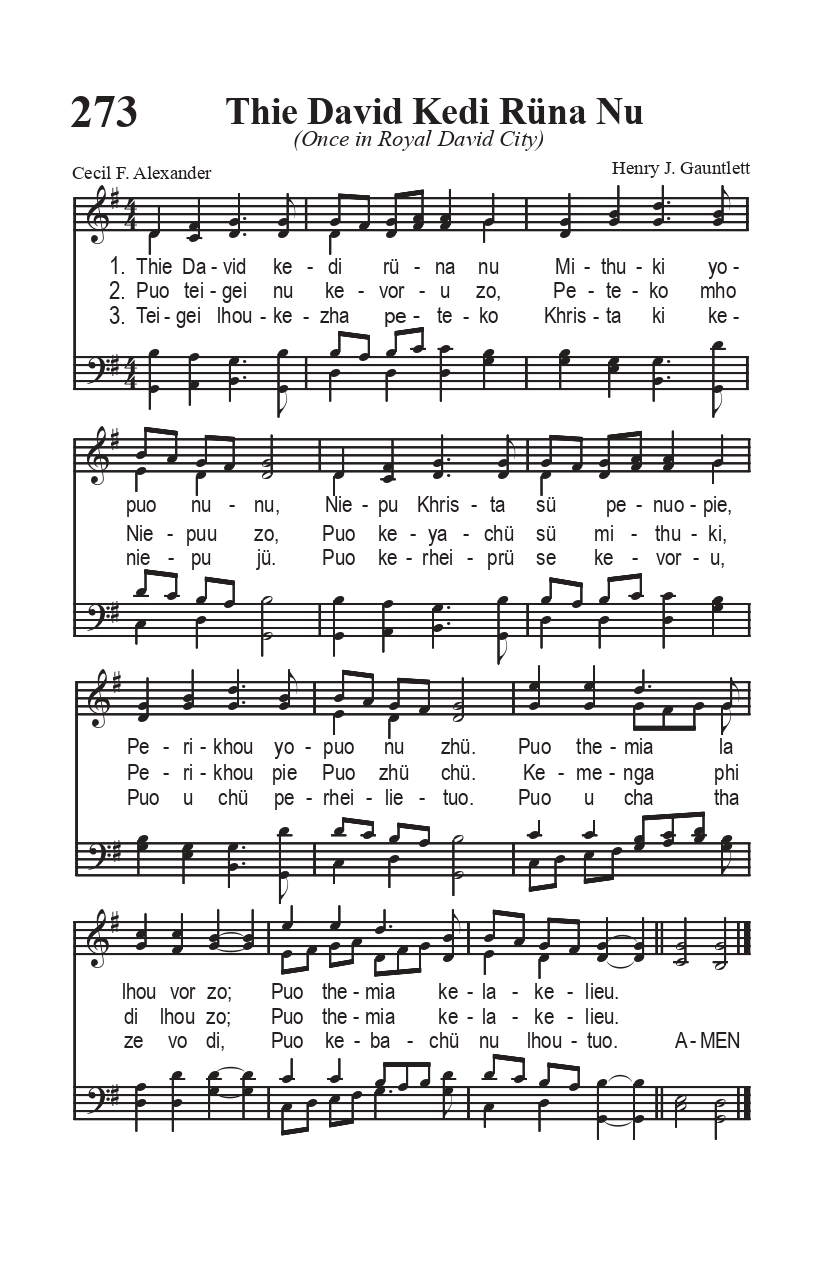 273 Thie David Kedi Rüna Nu
(Once in Royal David City)
Cecil F. Alexander Henry J. Gauntlett
1. Thie Da - vid ke - di rü - na nu Mi - thu - ki yo -
2. Puo tei - gei nu ke - vor - u zo, Pe - te - ko mho
3. Tei - gei lhou - ke - zha pe - te - ko Khris - ta ki ke -
puo nu - nu, Nie - pu Khris - ta sü pe - nuo - pie,
Nie - puu zo, Puo ke - ya - chü sü mi - thu - ki,
nie - pu jü. Puo ke - rhei - prü se ke - vor - u,
Pe - ri - khou yo - puo nu zhü. Puo the - mia la
Pe - ri - khou pie Puo zhü chü. Ke - me - nga phi
Puo u chü pe - rhei - lie - tuo. Puo u cha tha
lhou vor zo; Puo the - mia ke - la - ke - lieu.
di lhou zo; Puo the - mia ke - la - ke - lieu.
ze vo di, Puo ke - ba - chü nu lhou - tuo. A - MEN